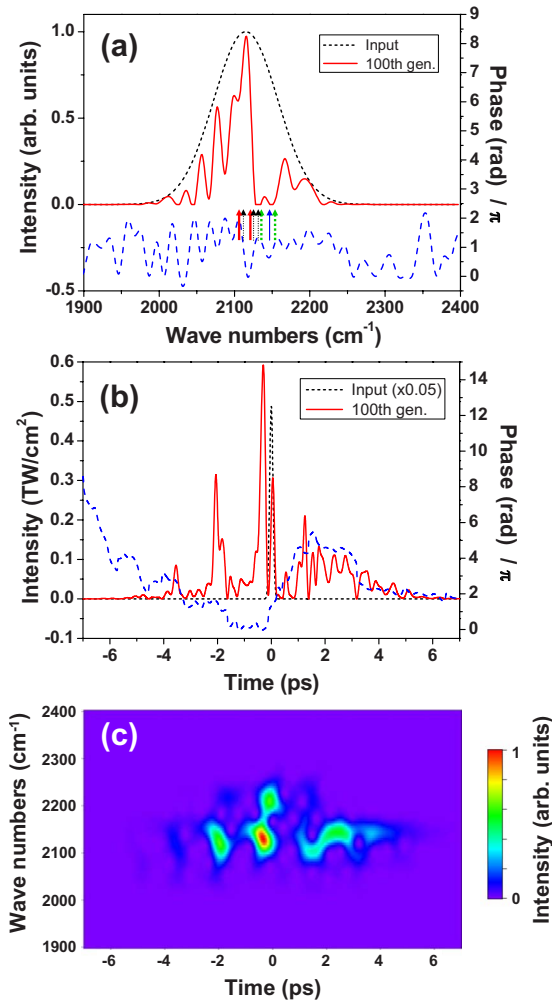 (a)
Input
100th gen.
Intensity (arb. units)
1.0
0.5
0.0
-0.5
Phase (rad) / π
9
8
7
6
5
4
3
2
1
0
1900 2000 2100 2200 2300 2400
Wave numbers (cm⁻¹)
(b)
Input (x0.05)
100th gen.
Intensity (TW/cm²)
0.6
0.5
0.4
0.3
0.2
0.1
0.0
-0.1
Phase (rad) / π
14
12
10
8
6
4
2
0
-6 -4 -2 0 2 4 6
Time (ps)
(c)
Wave numbers (cm⁻¹)
2400
2300
2200
2100
2000
1900
Intensity (arb. units)
1
0
-6 -4 -2 0 2 4 6
Time (ps)